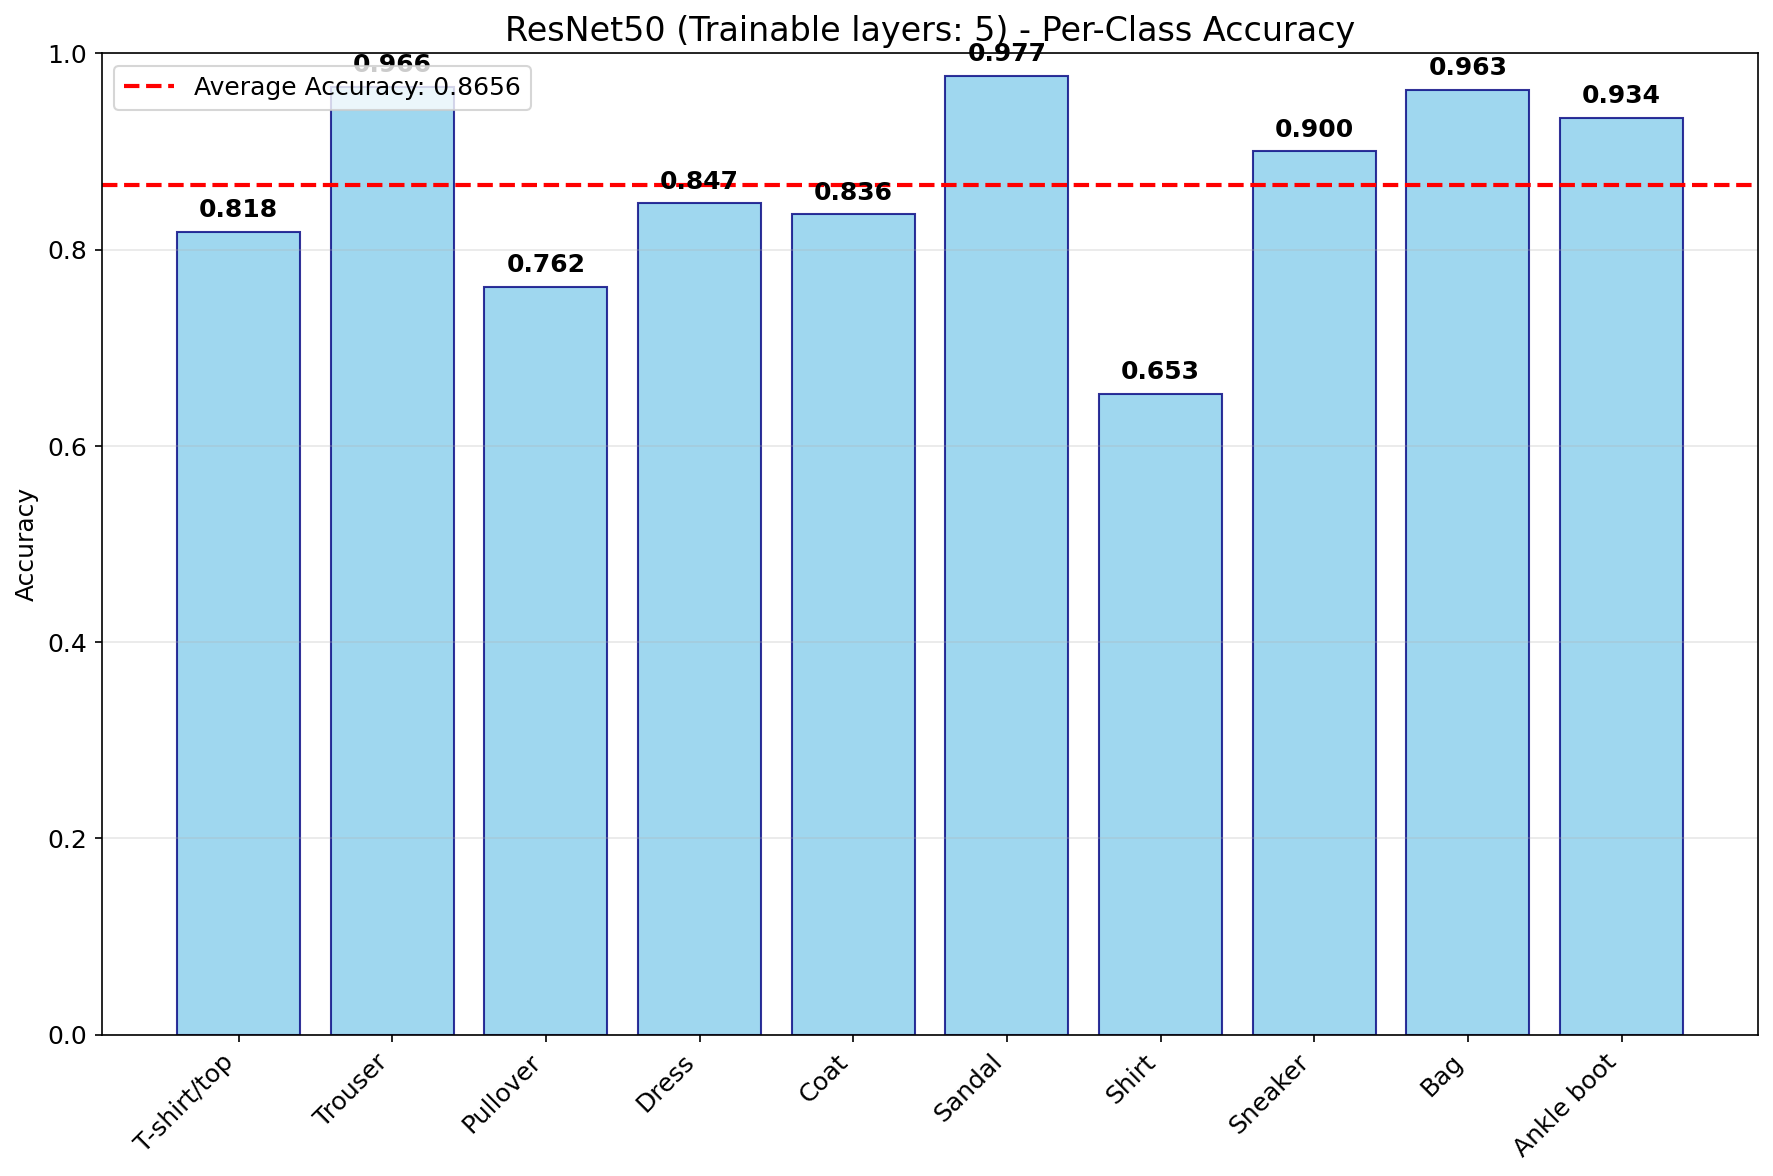 ResNet50 (Trainable layers: 5) - Per-Class Accuracy
Average Accuracy: 0.8656
Accuracy
1.0
0.8
0.6
0.4
0.2
0.0
0.818
0.966
0.762
0.847
0.836
0.977
0.653
0.900
0.963
0.934
T-shirt/top
Trouser
Pullover
Dress
Coat
Sandal
Shirt
Sneaker
Bag
Ankle boot